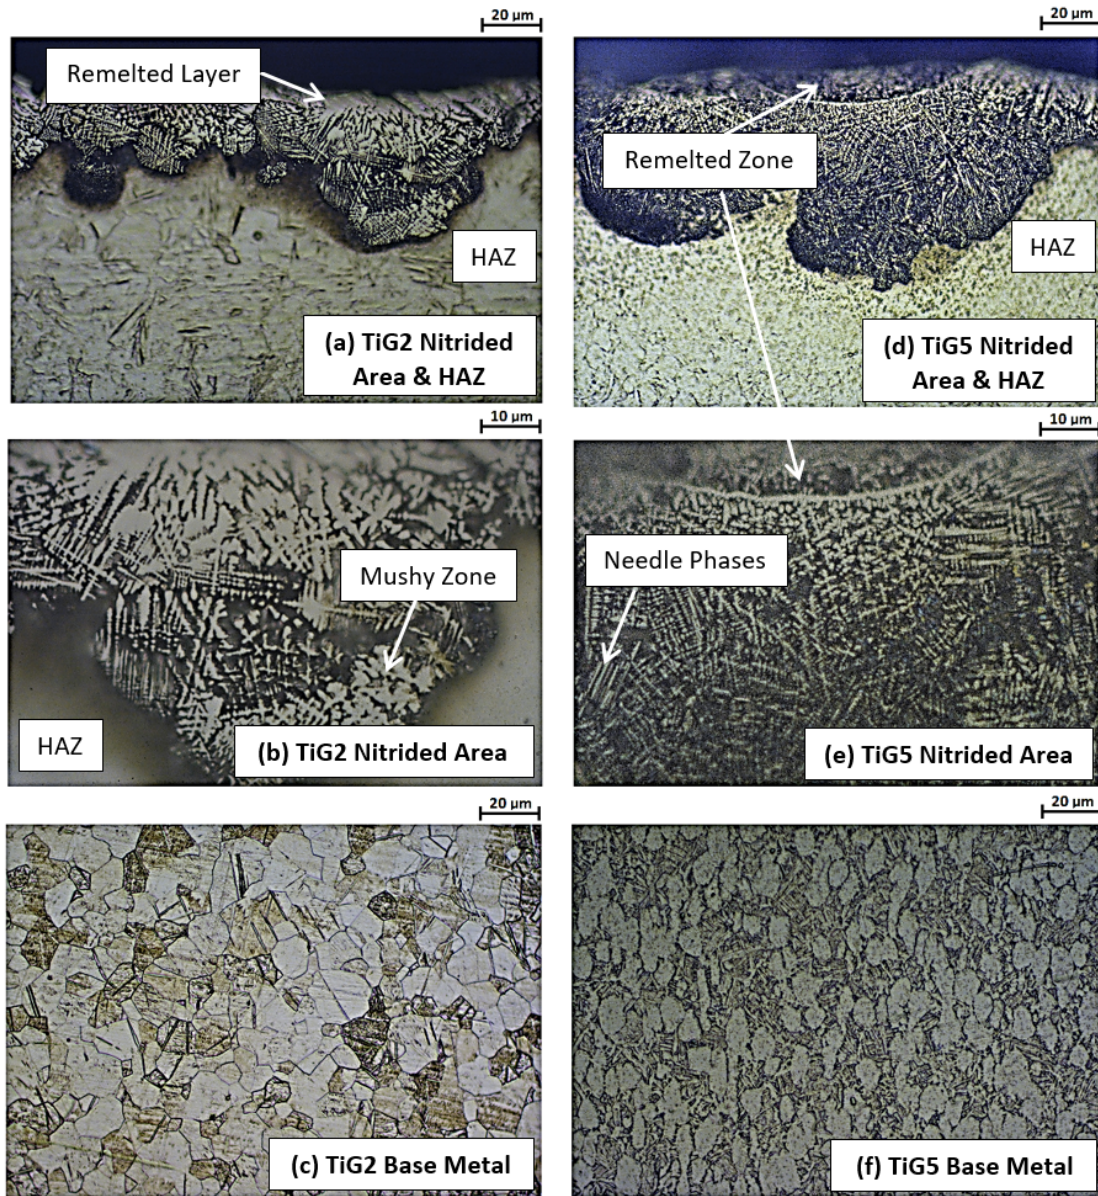 20 µm
20 µm
Remelted Layer
HAZ
(a) TiG2 Nitrided
Area & HAZ
Remelted Zone
HAZ
(d) TiG5 Nitrided
Area & HAZ
10 µm
10 µm
Mushy Zone
HAZ
(b) TiG2 Nitrided Area
Needle Phases
(e) TiG5 Nitrided Area
20 µm
20 µm
(c) TiG2 Base Metal
(f) TiG5 Base Metal